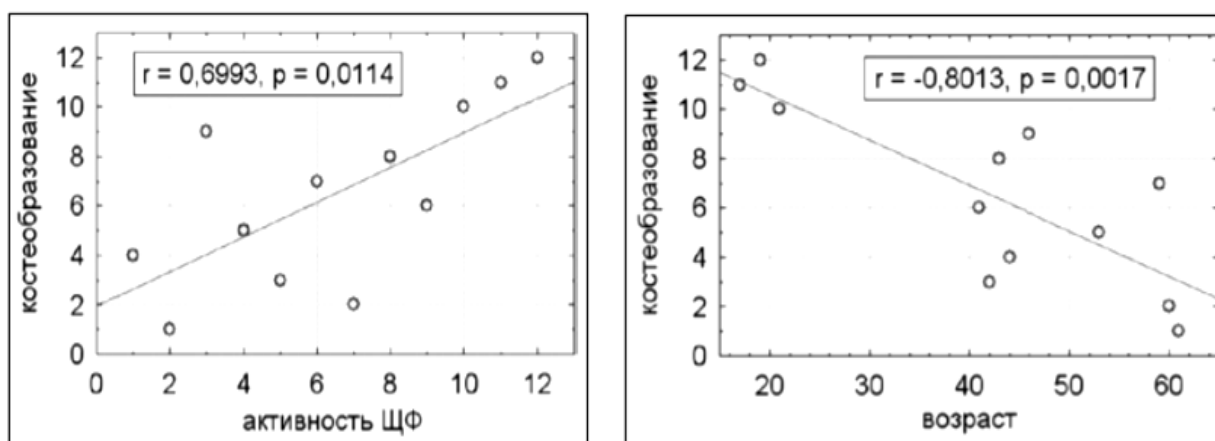 костеобразование
12
10
8
6
4
2
0
r = 0,6993, p = 0,0114
0 2 4 6 8 10 12
активность ЩФ
костеобразование
12
10
8
6
4
2
0
r = -0,8013, p = 0,0017
20 30 40 50 60
возраст